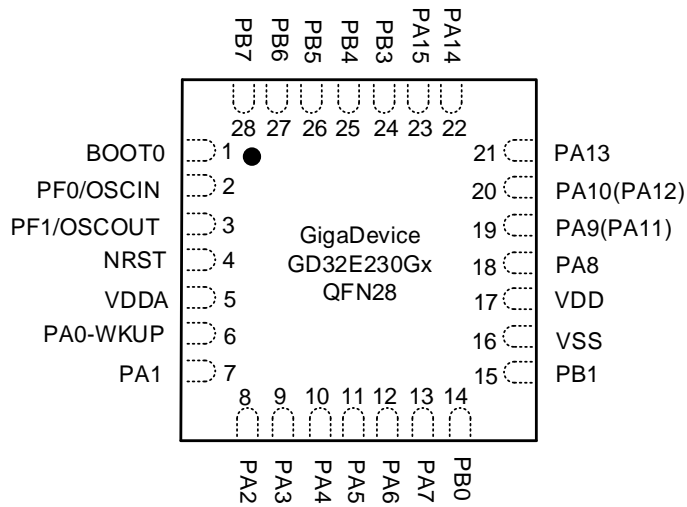 PB7
PB6
PB5
PB4
PB3
PA15
PA14
28
27
26
25
24
23
22
BOOT0 1
PF0/OSCIN 2
PF1/OSCOUT 3
NRST 4
VDDA 5
PA0-WKUP 6
PA1 7
GigaDevice
GD32E230Gx
QFN28
21 PA13
20 PA10(PA12)
19 PA9(PA11)
18 PA8
17 VDD
16 VSS
15 PB1
8
9
10
11
12
13
14
PA2
PA3
PA4
PA5
PA6
PA7
PB0